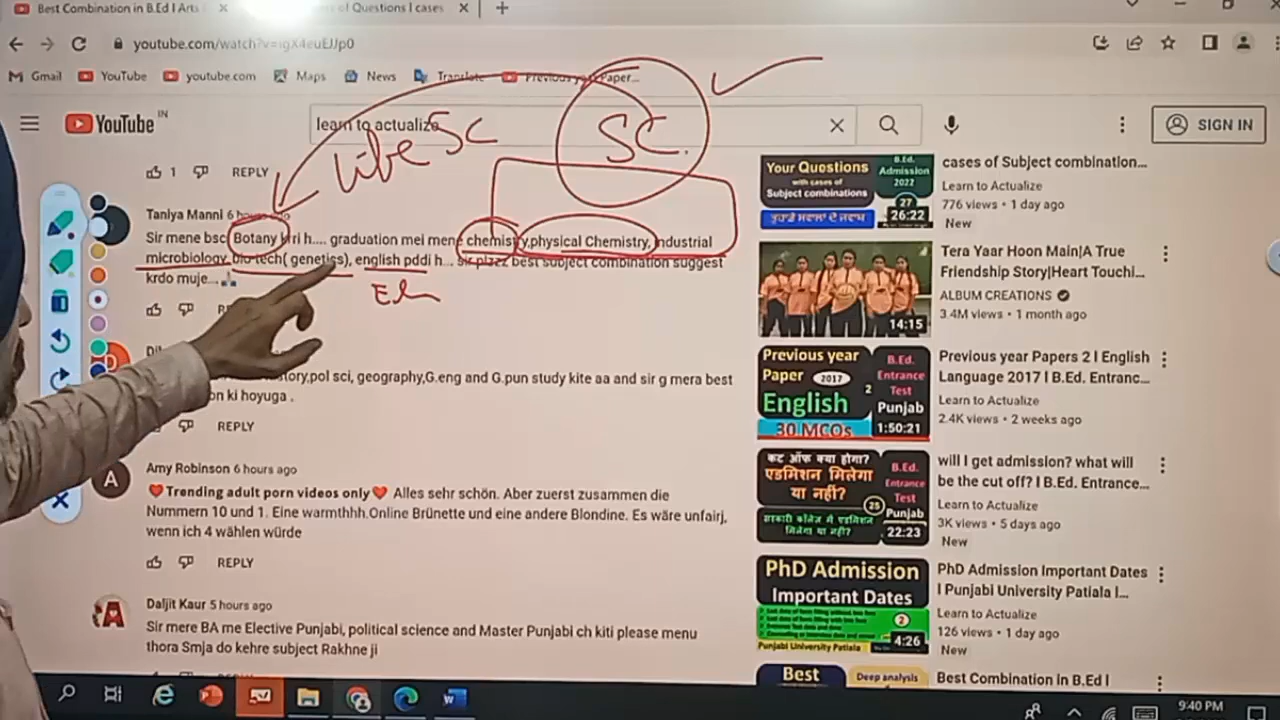 Best Combination in B.Ed I Arts
of Questions I cases
youtube.com/watch?v=igX4euEJJp0
Gmail YouTube youtube.com Maps News Translate Previous year Paper...
YouTube IN
learn to actualize
SIGN IN
SC
life SC
SC.
1 REPLY
Taniya Manni 6 hours ago
Sir mene bsc Botany kri h.... graduation mei mene chemistry,physical Chemistry, industrial
microbiology, bio-tech( genetics), english pddi h... sir plzzz best subject combination suggest
krdo muje...
,pol sci, geography,G.eng and G.pun study kite aa and sir g mera best
on ki hoyuga .
REPLY
A
Amy Robinson 6 hours ago
Trending adult porn videos only Alles sehr schön. Aber zuerst zusammen die
Nummern 10 und 1. Eine warmthhh.Online Brünette und eine andere Blondine. Es wäre unfairj,
wenn ich 4 wählen würde
REPLY
Daljit Kaur 5 hours ago
Sir mere BA me Elective Punjabi, political science and Master Punjabi ch kiti please menu
thora Smja do kehre subject Rakhne ji
Your Questions
with cases of
Subject combinations
ਤੁਹਾਡੇ ਸਵਾਲਾਂ ਦੇ ਜਵਾਬ
B.Ed.
Admission
2022
27
26:22
cases of Subject combination...
Learn to Actualize
776 views • 1 day ago
New
14:15
Tera Yaar Hoon Main|A True
Friendship Story|Heart Touchi...
ALBUM CREATIONS
3.4M views • 1 month ago
Previous year
Paper 2017
English
30 MCQs
2
B.Ed.
Entrance
Test
Punjab
1:50:21
Previous year Papers 2 I English
Language 2017 I B.Ed. Entranc...
Learn to Actualize
2.4K views • 2 weeks ago
कट ऑफ क्या होगा?
एडमिशन मिलेगा
या नहीं?
सरकारी कॉलेज में एडमिशन
मिलेगा या नहीं?
25
B.Ed.
Entrance
Test
Punjab
22:23
will I get admission? what will
be the cut off? I B.Ed. Entrance...
Learn to Actualize
3K views • 5 days ago
New
PhD Admission
Important Dates
2
Punjabi University Patiala
4:26
PhD Admission Important Dates
I Punjabi University Patiala I...
Learn to Actualize
126 views • 1 day ago
New
Best
Deep analysis
Best Combination in B.Ed I
9:40 PM